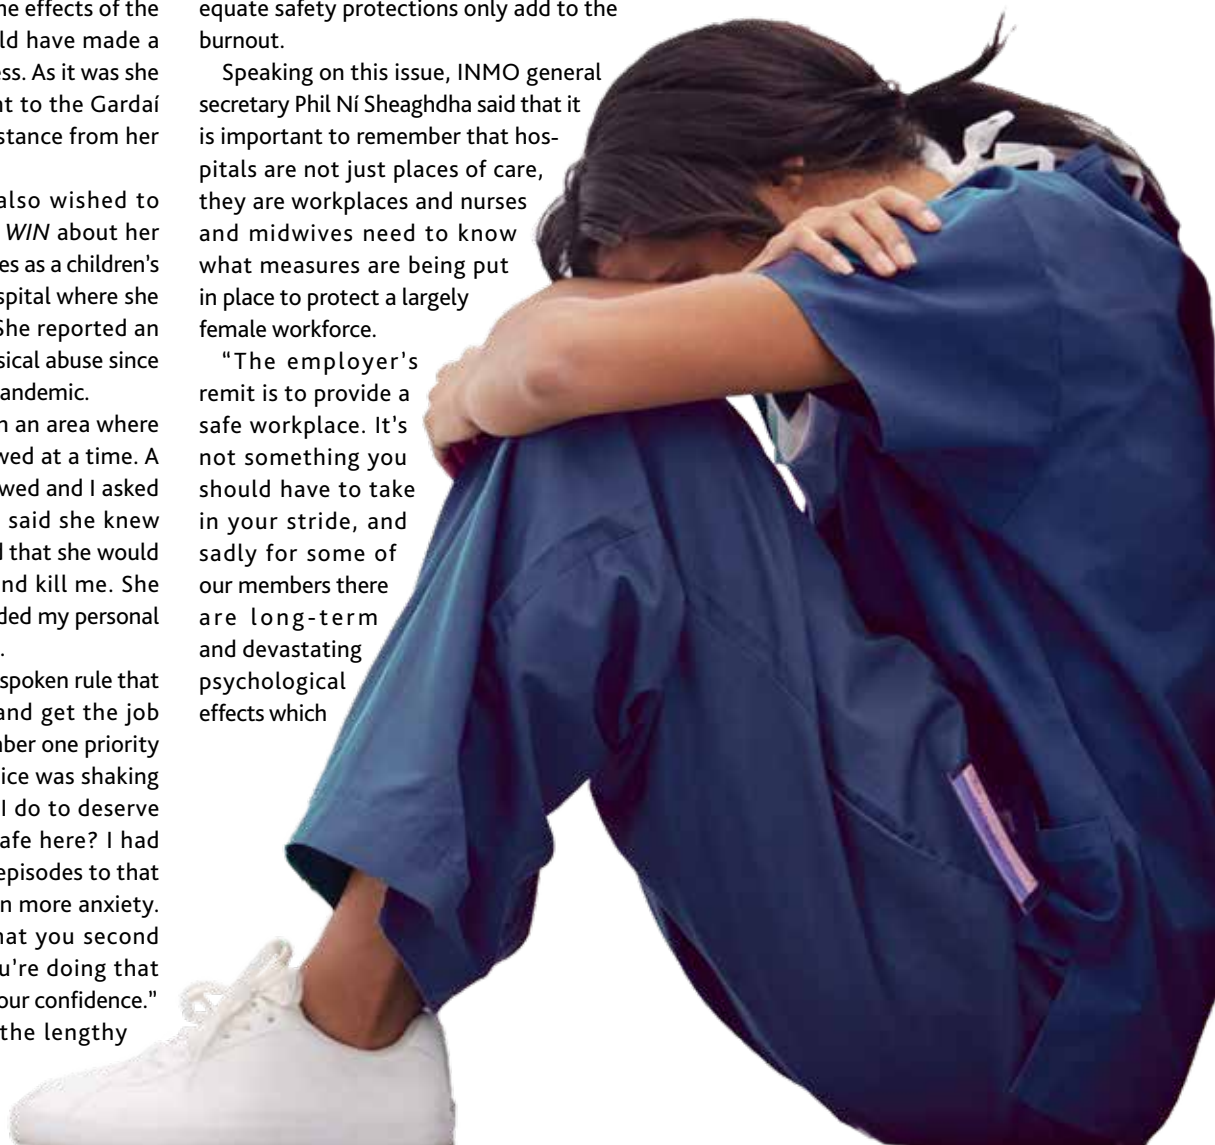 ne effects of the
ld have made a
ess. As it was she
nt to the Gardaí
stance from her
also wished to
WIN about her
es as a children's
spital where she
She reported an
sical abuse since
andemic.
n an area where
wed at a time. A
wed and I asked
said she knew
d that she would
nd kill me. She
ded my personal
.
spoken rule that
and get the job
ber one priority
ice was shaking
I do to deserve
afe here? I had
episodes to that
n more anxiety.
hat you second
u're doing that
our confidence."
the lengthy
equate safety protections only add to the
burnout.
Speaking on this issue, INMO general
secretary Phil Ní Sheaghdha said that it
is important to remember that hos-
pitals are not just places of care,
they are workplaces and nurses
and midwives need to know
what measures are being put
in place to protect a largely
female workforce.
"The employer's
remit is to provide a
safe workplace. It's
not something you
should have to take
in your stride, and
sadly for some of
our members there
are long-term
and devastating
psychological
effects which